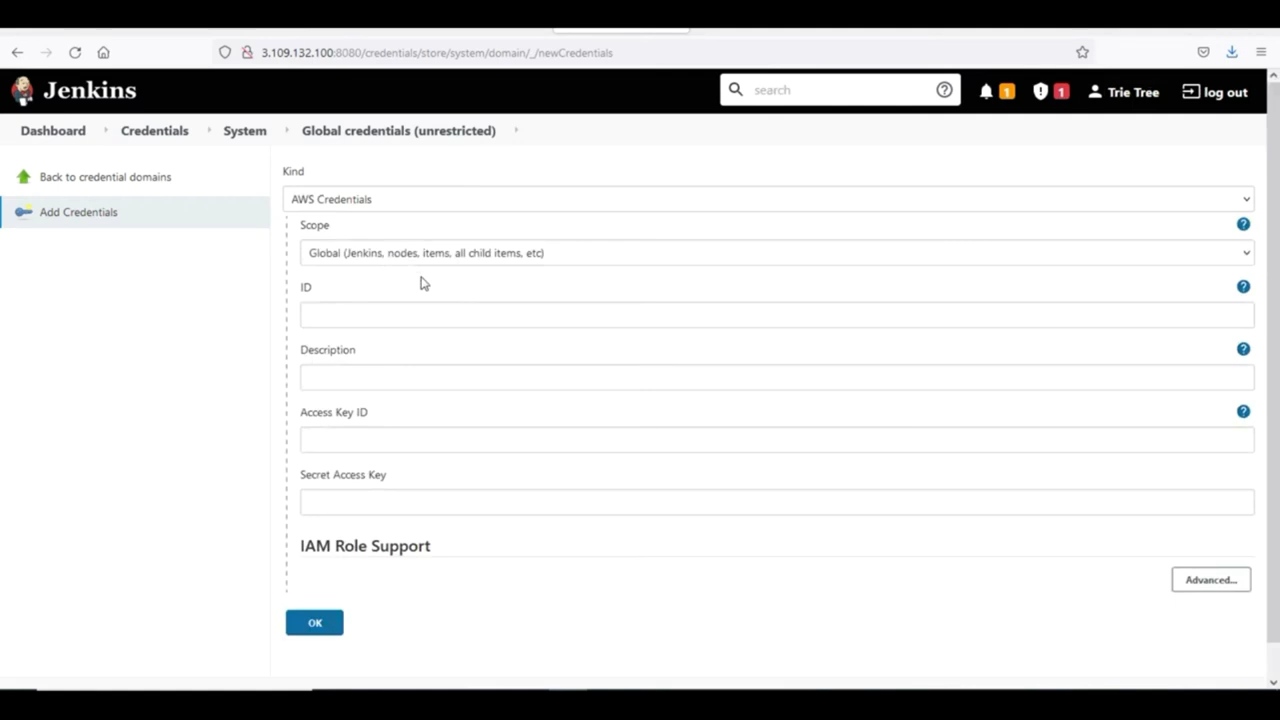 3.109.132.100:8080/credentials/store/system/domain/_/newCredentials
Jenkins
search
1
1
Trie Tree
log out
Dashboard
Credentials
System
Global credentials (unrestricted)
Back to credential domains
Add Credentials
Kind
AWS Credentials
Scope
Global (Jenkins, nodes, items, all child items, etc)
ID
Description
Access Key ID
Secret Access Key
IAM Role Support
Advanced...
OK